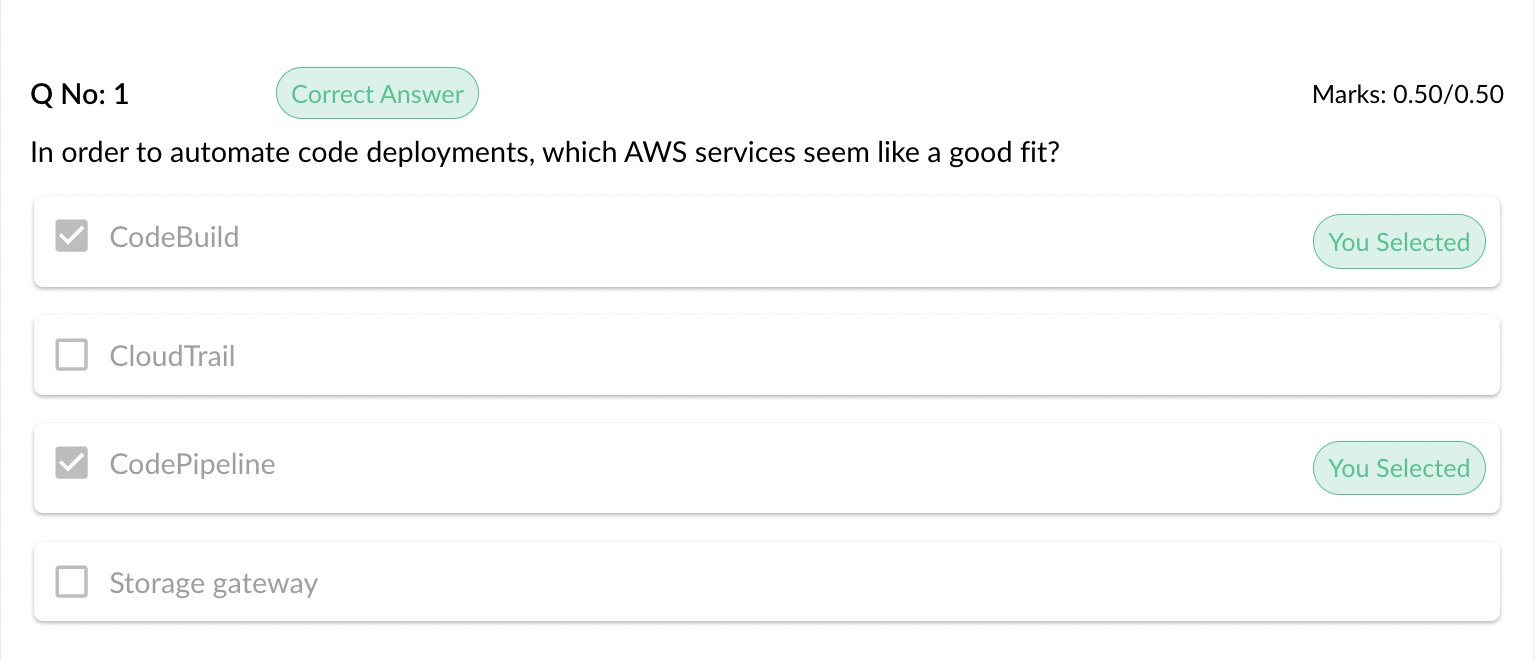 Q No: 1 Correct Answer Marks: 0.50/0.50
In order to automate code deployments, which AWS services seem like a good fit?
CodeBuild You Selected
CloudTrail
CodePipeline You Selected
Storage gateway